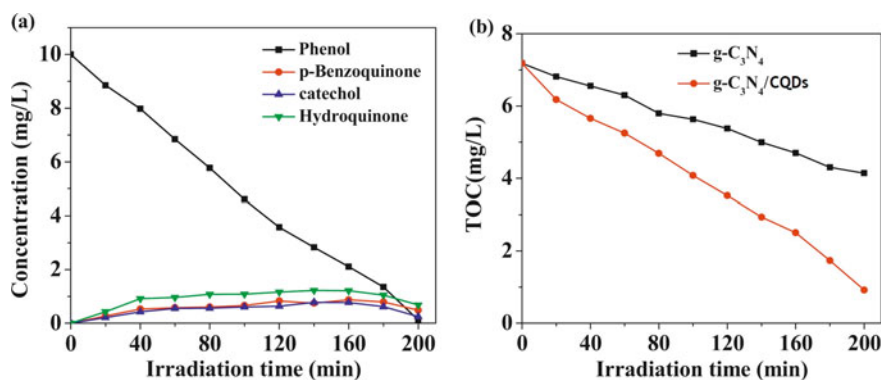 (a)
Phenol
p-Benzoquinone
catechol
Hydroquinone
10
8
6
4
2
0
0 40 80 120 160 200
Concentration (mg/L)
Irradiation time (min)
(b)
g-C₃N₄
g-C₃N₄/CQDs
8
6
4
2
0
0 40 80 120 160 200
TOC(mg/L)
Irradiation time (min)